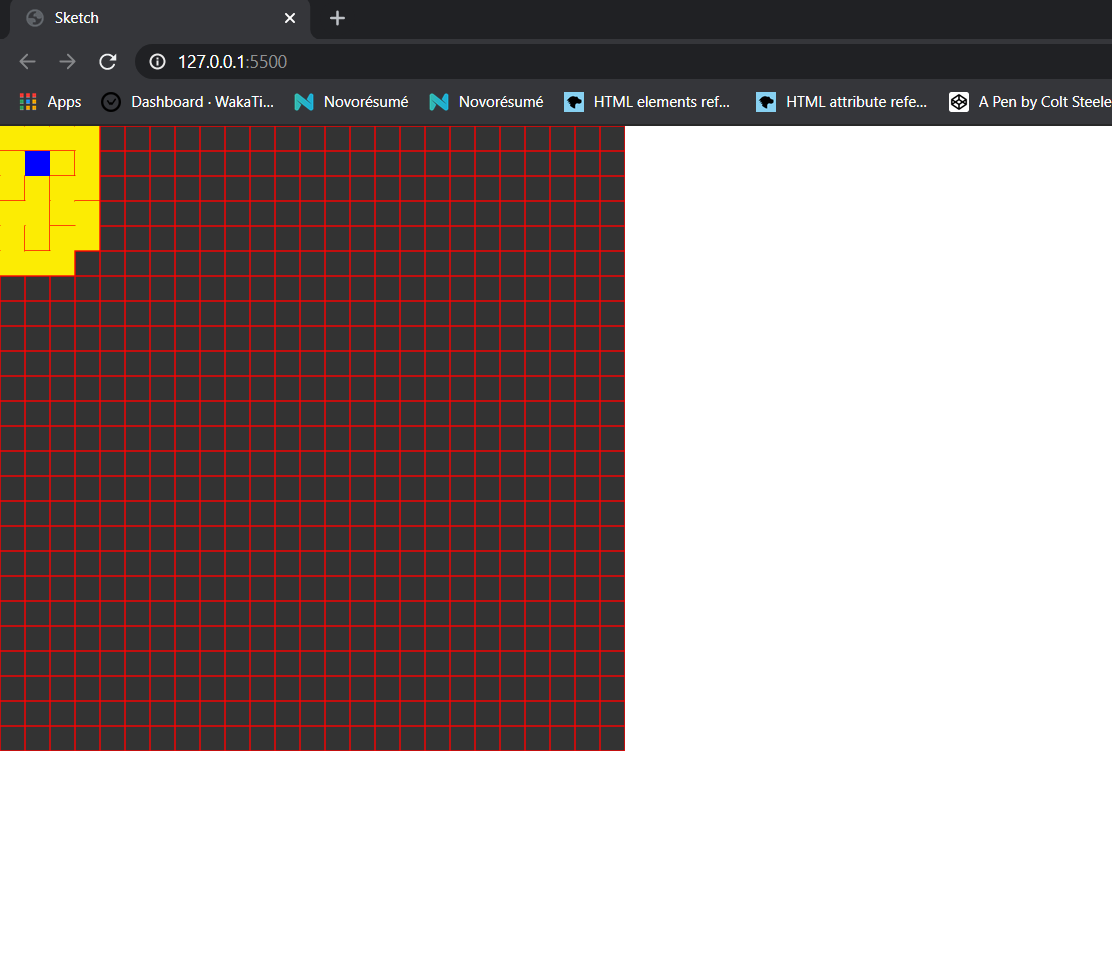 Sketch
127.0.0.1:5500
Apps Dashboard · WakaTi... Novorésumé Novorésumé HTML elements ref... HTML attribute refe... A Pen by Colt Steele